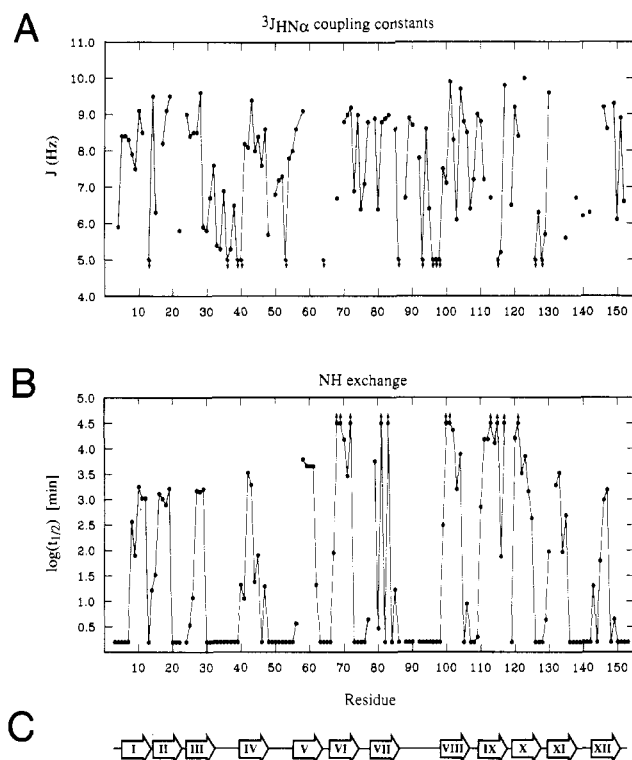 A
³JHNα coupling constants
J (Hz)
11.0
10.0
9.0
8.0
7.0
6.0
5.0
4.0
10 20 30 40 50 60 70 80 90 100 110 120 130 140 150
B
NH exchange
log(t1/2) [min]
5.0
4.5
4.0
3.5
3.0
2.5
2.0
1.5
1.0
0.5
10 20 30 40 50 60 70 80 90 100 110 120 130 140 150
Residue
C
I II III IV V VI VII VIII IX X XI XII